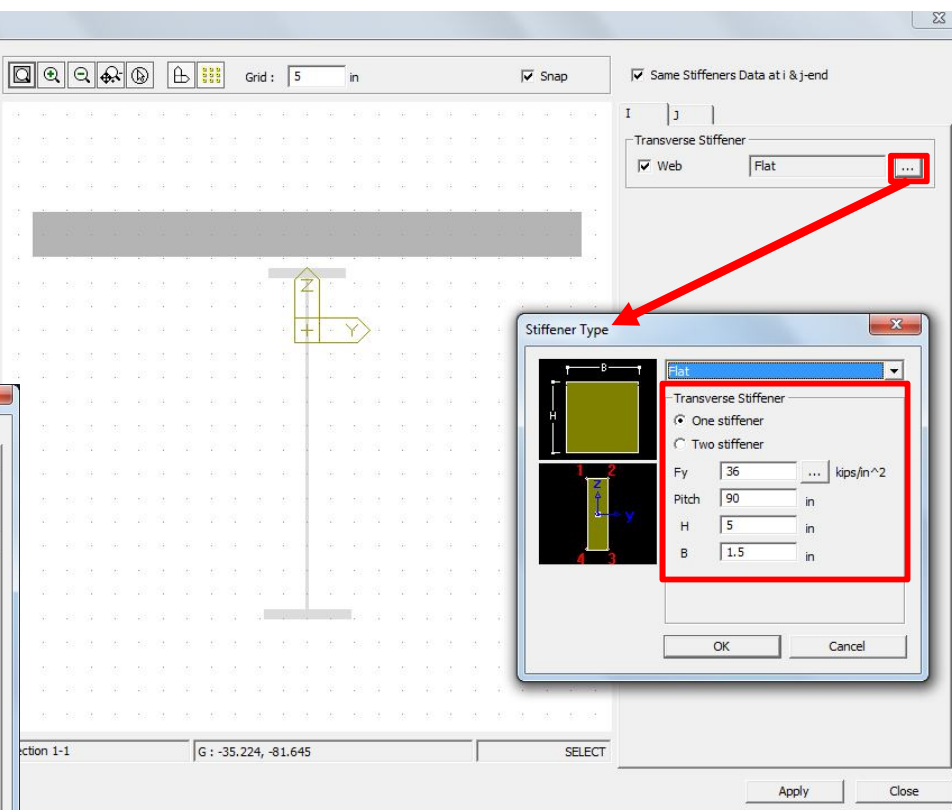 Grid : 5 in Snap Same Stiffeners Data at i & j-end
I J
Transverse Stiffener
Web Flat ...
Z
Y
Stiffener Type
B
Flat
H
Transverse Stiffener
One stiffener
Two stiffener
1 2
Z
Y
4 3
Fy 36 ... kips/in^2
Pitch 90 in
H 5 in
B 1.5 in
OK Cancel
ction 1-1 G : -35.224, -81.645 SELECT
Apply Close